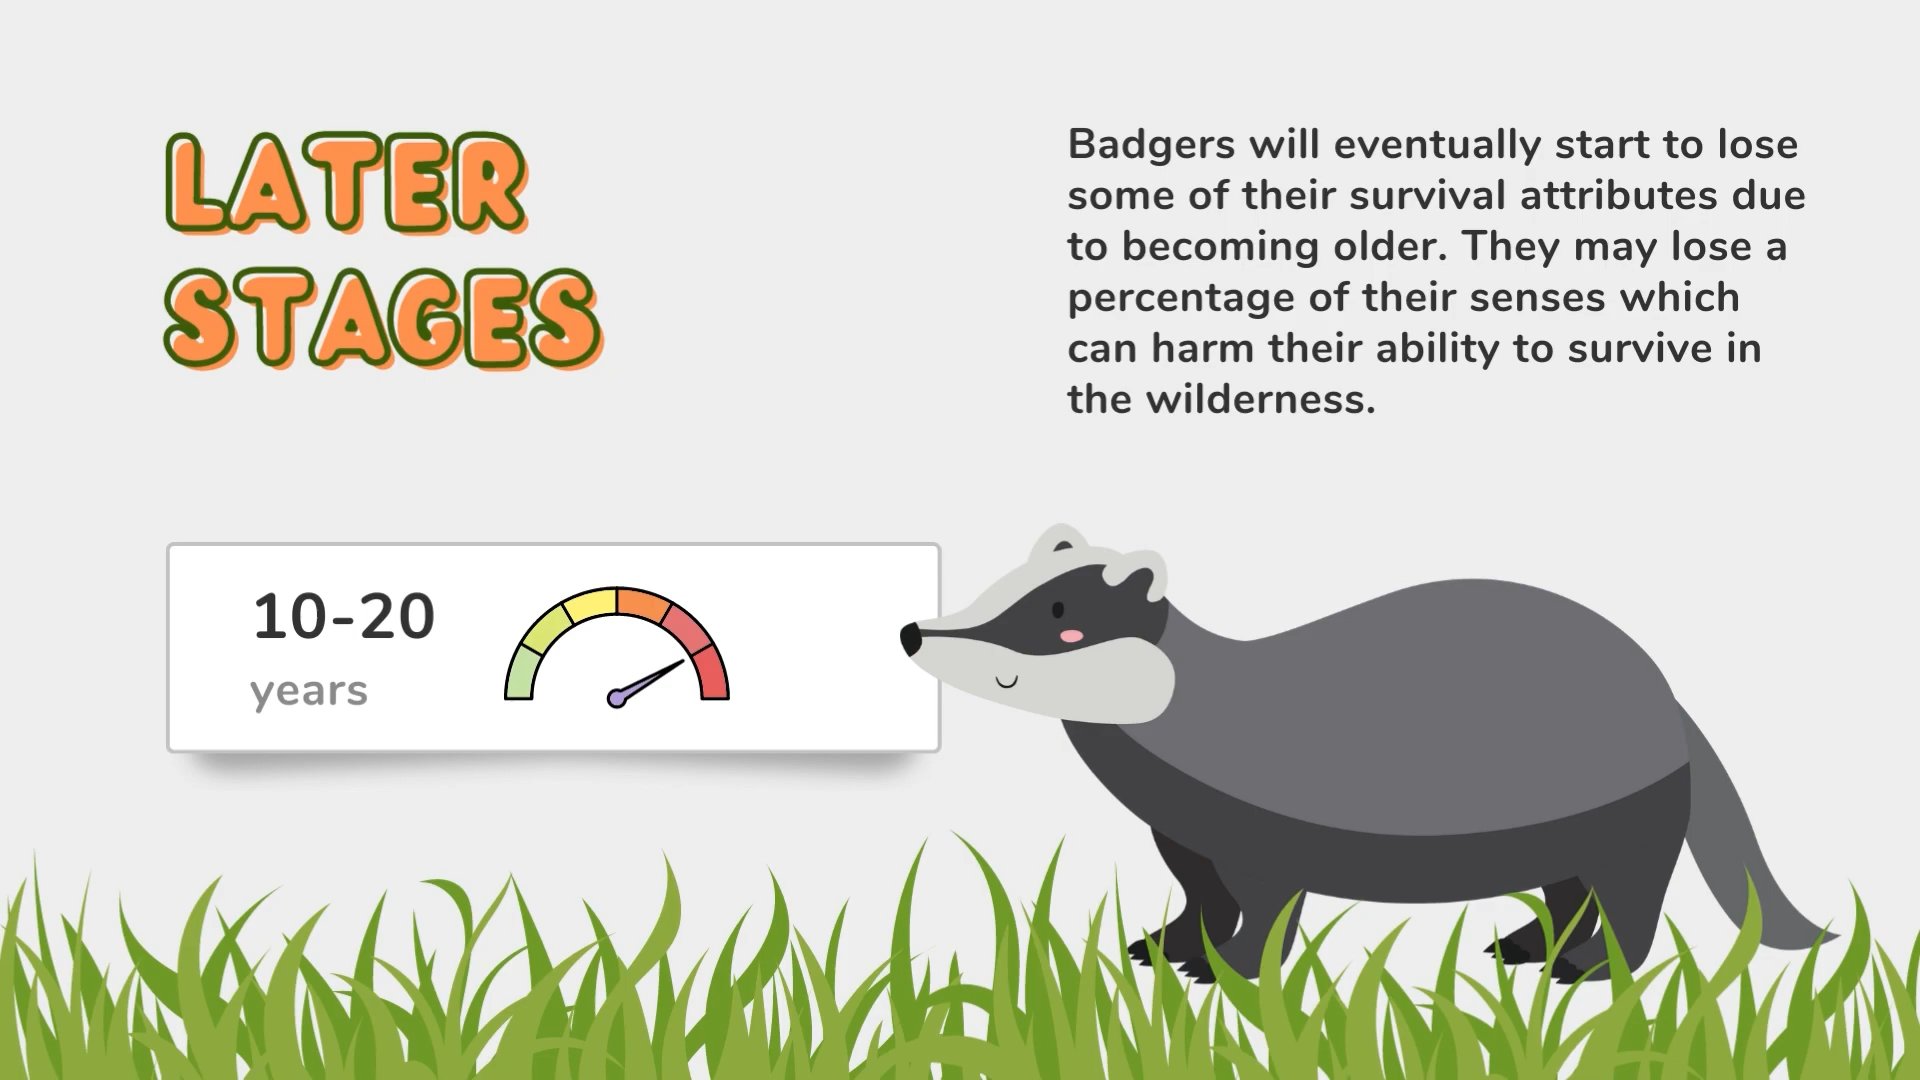 LATER
STAGES
Badgers will eventually start to lose
some of their survival attributes due
to becoming older. They may lose a
percentage of their senses which
can harm their ability to survive in
the wilderness.
10-20
years